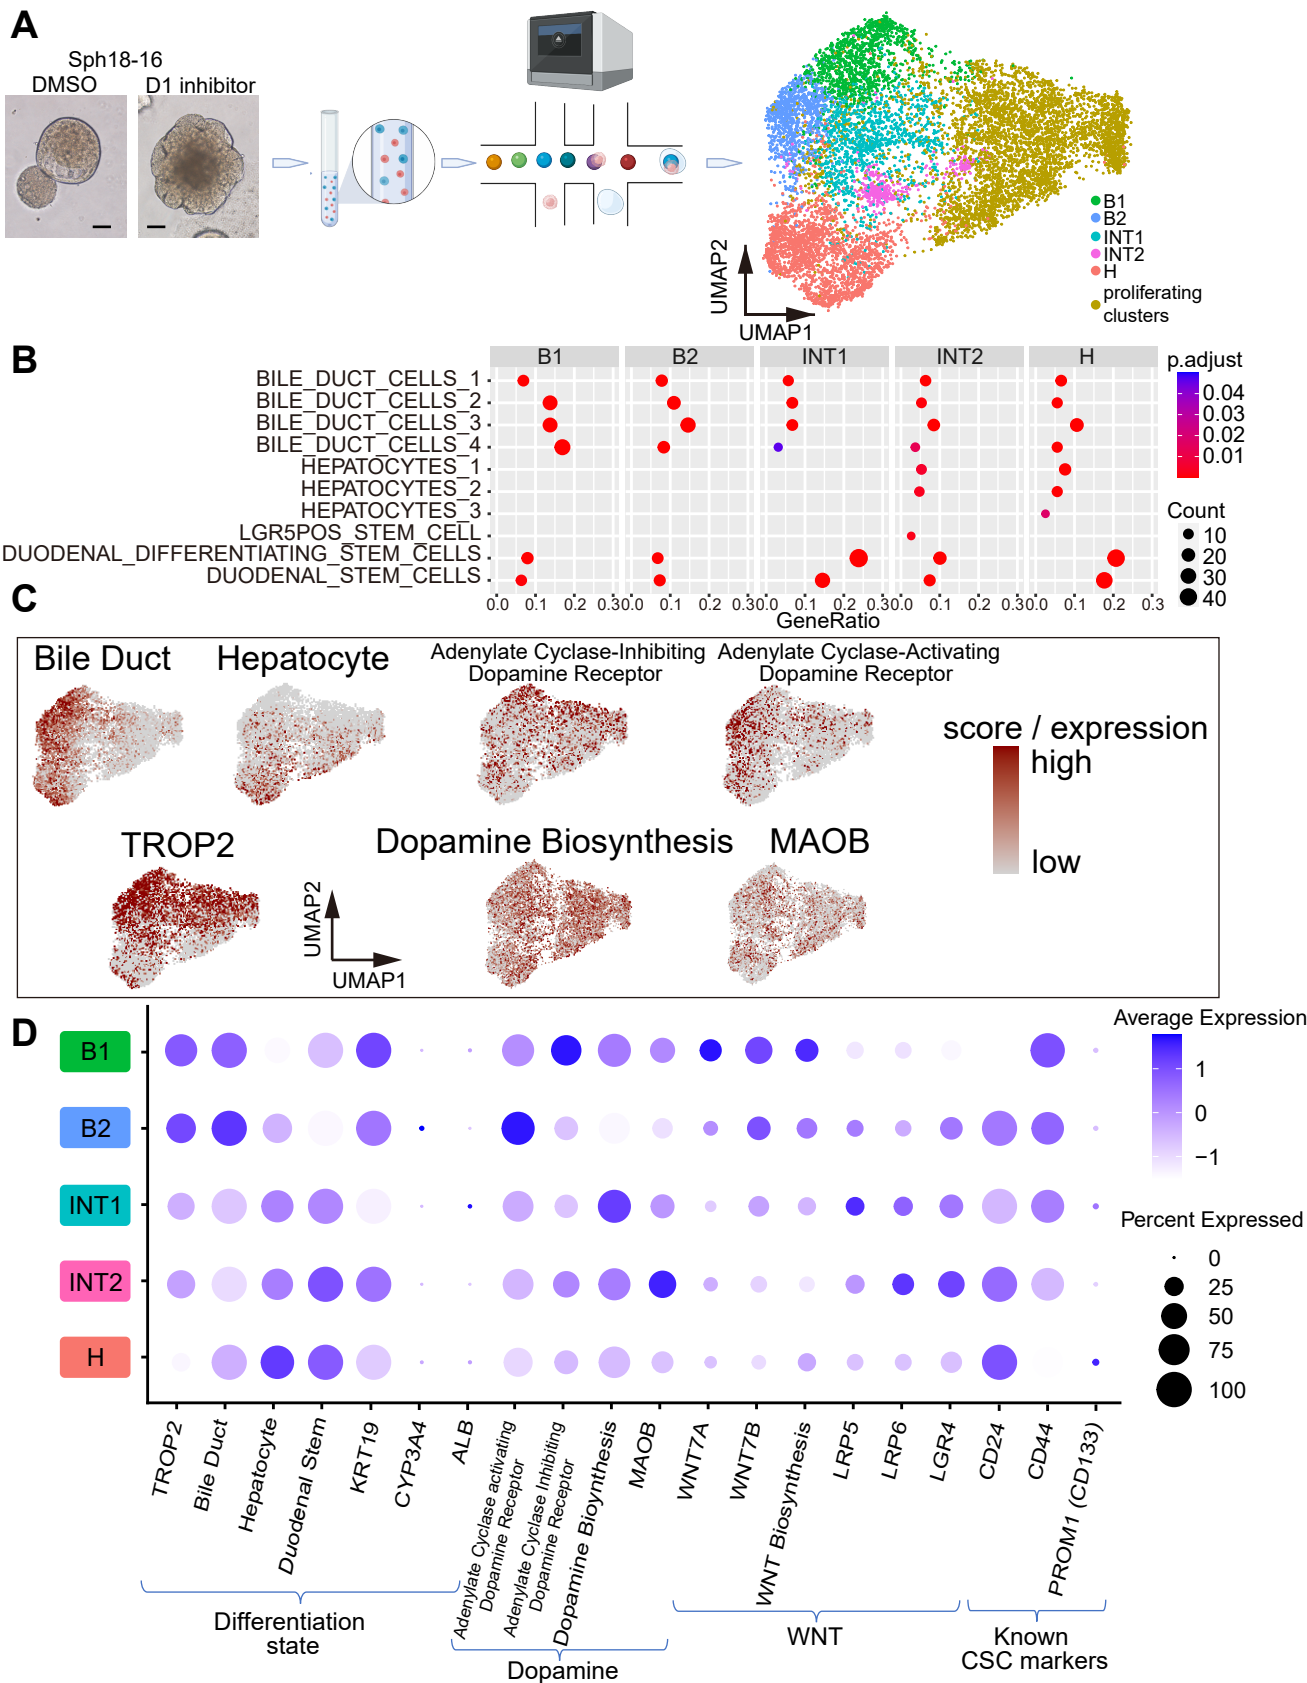 A
Sph18-16
DMSO
D1 inhibitor
UMAP2
UMAP1
B1
B2
INT1
INT2
H
proliferating
clusters
B
B1
B2
INT1
INT2
H
BILE_DUCT_CELLS_1
BILE_DUCT_CELLS_2
BILE_DUCT_CELLS_3
BILE_DUCT_CELLS_4
HEPATOCYTES_1
HEPATOCYTES_2
HEPATOCYTES_3
LGR5POS_STEM_CELL
DUODENAL_DIFFERENTIATING_STEM_CELLS
DUODENAL_STEM_CELLS
0.0 0.1 0.2 0.3 0.0 0.1 0.2 0.3 0.0 0.1 0.2 0.3 0.0 0.1 0.2 0.3 0.0 0.1 0.2 0.3
GeneRatio
p.adjust
0.04
0.03
0.02
0.01
Count
10
20
30
40
C
Bile Duct
Hepatocyte
Adenylate Cyclase-Inhibiting
Dopamine Receptor
Adenylate Cyclase-Activating
Dopamine Receptor
score / expression
high
low
TROP2
Dopamine Biosynthesis
MAOB
UMAP2
UMAP1
D
B1
B2
INT1
INT2
H
TROP2
Bile Duct
Hepatocyte
Duodenal Stem
KRT19
CYP3A4
ALB
Adenylate Cyclase activating
Dopamine Receptor
Adenylate Cyclase Inhibiting
Dopamine Receptor
Dopamine Bioynthesis
MAOB
WNT7A
WNT7B
WNT Biosynthesis
LRP5
LRP6
LGR4
CD24
CD44
PROM1 (CD133)
Differentiation
state
Dopamine
WNT
Known
CSC markers
Average Expression
1
0
−1
Percent Expressed
0
25
50
75
100